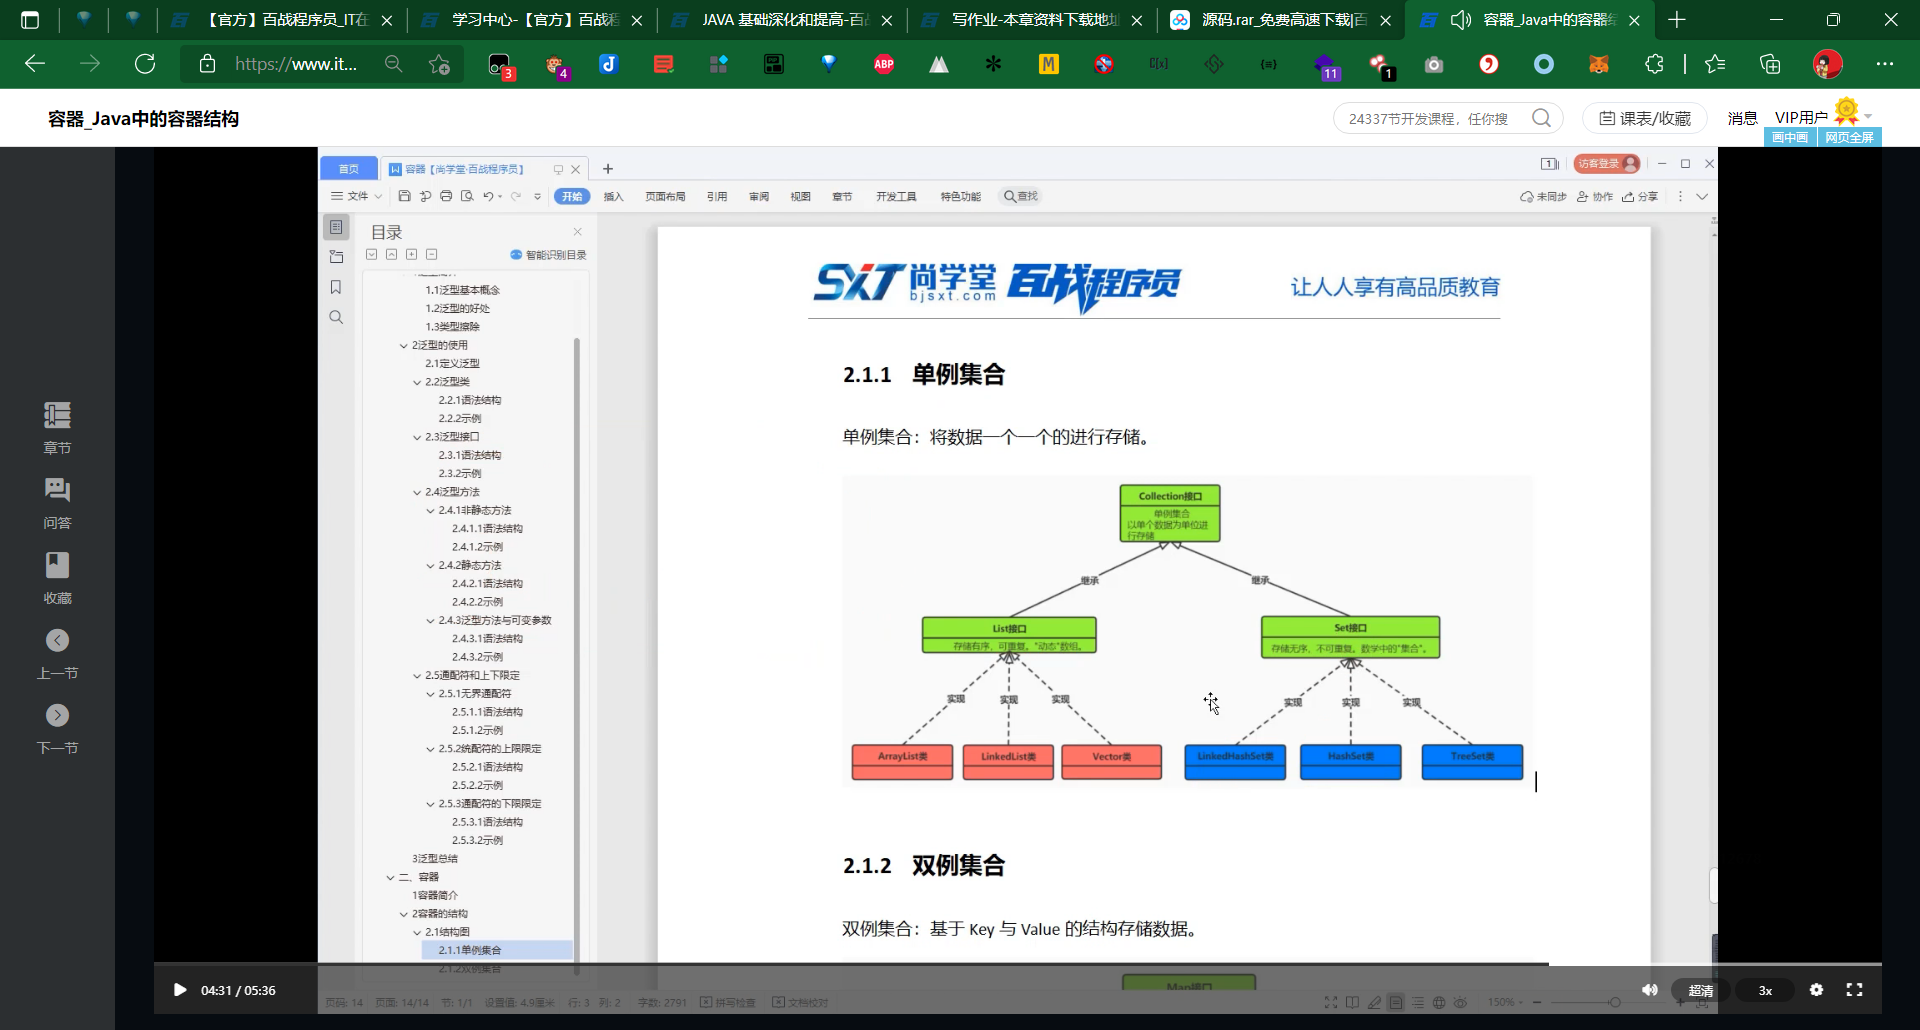 【官方】百战程序员_IT在
学习中心-【官方】百战程
JAVA 基础深化和提高-百
写作业-本章资料下载地址
源码.rar_免费高速下载|百
容器_Java中的容器结
https://www.it...
3
4
ABP
M
11
1
容器_Java中的容器结构
24337节开发课程，任你搜
课表/收藏
消息
VIP用户
画中画
网页全屏
章节
问答
收藏
上一节
下一节
首页
容器【尚学堂·百战程序员】
访客登录
文件
开始
插入
页面布局
引用
审阅
视图
章节
开发工具
特色功能
查找
未同步
协作
分享
目录
智能识别目录
1.1泛型基本概念
1.2泛型的好处
1.3类型擦除
2泛型的使用
2.1定义泛型
2.2泛型类
2.2.1语法结构
2.2.2示例
2.3泛型接口
2.3.1语法结构
2.3.2示例
2.4泛型方法
2.4.1非静态方法
2.4.1.1语法结构
2.4.1.2示例
2.4.2静态方法
2.4.2.1语法结构
2.4.2.2示例
2.4.3泛型方法与可变参数
2.4.3.1语法结构
2.4.3.2示例
2.5通配符和上下限定
2.5.1无界通配符
2.5.1.1语法结构
2.5.1.2示例
2.5.2统配符的上限限定
2.5.2.1语法结构
2.5.2.2示例
2.5.3通配符的下限限定
2.5.3.1语法结构
2.5.3.2示例
3泛型总结
二、容器
1容器简介
2容器的结构
2.1结构图
2.1.1单例集合
2.1.2双例集合
SXT尚学堂 百战程序员
bjsxt.com
让人人享有高品质教育
2.1.1 单例集合
单例集合：将数据一个一个的进行存储。
Collection接口
单例集合
以单个数据为单位进
行存储
继承
继承
List接口
存储有序，可重复。"动态"数组。
Set接口
存储无序，不可重复。数学中的"集合"。
实现
实现
实现
实现
实现
实现
ArrayList类
LinkedList类
Vector类
LinkedHashSet类
HashSet类
TreeSet类
2.1.2 双例集合
双例集合：基于 Key 与 Value 的结构存储数据。
Map接口
04:31 / 05:36
超清
3x
页码: 14
页面: 14/14
节: 1/1
设置值: 4.9厘米
行: 3
列: 2
字数: 2791
拼写检查
文档校对
150%